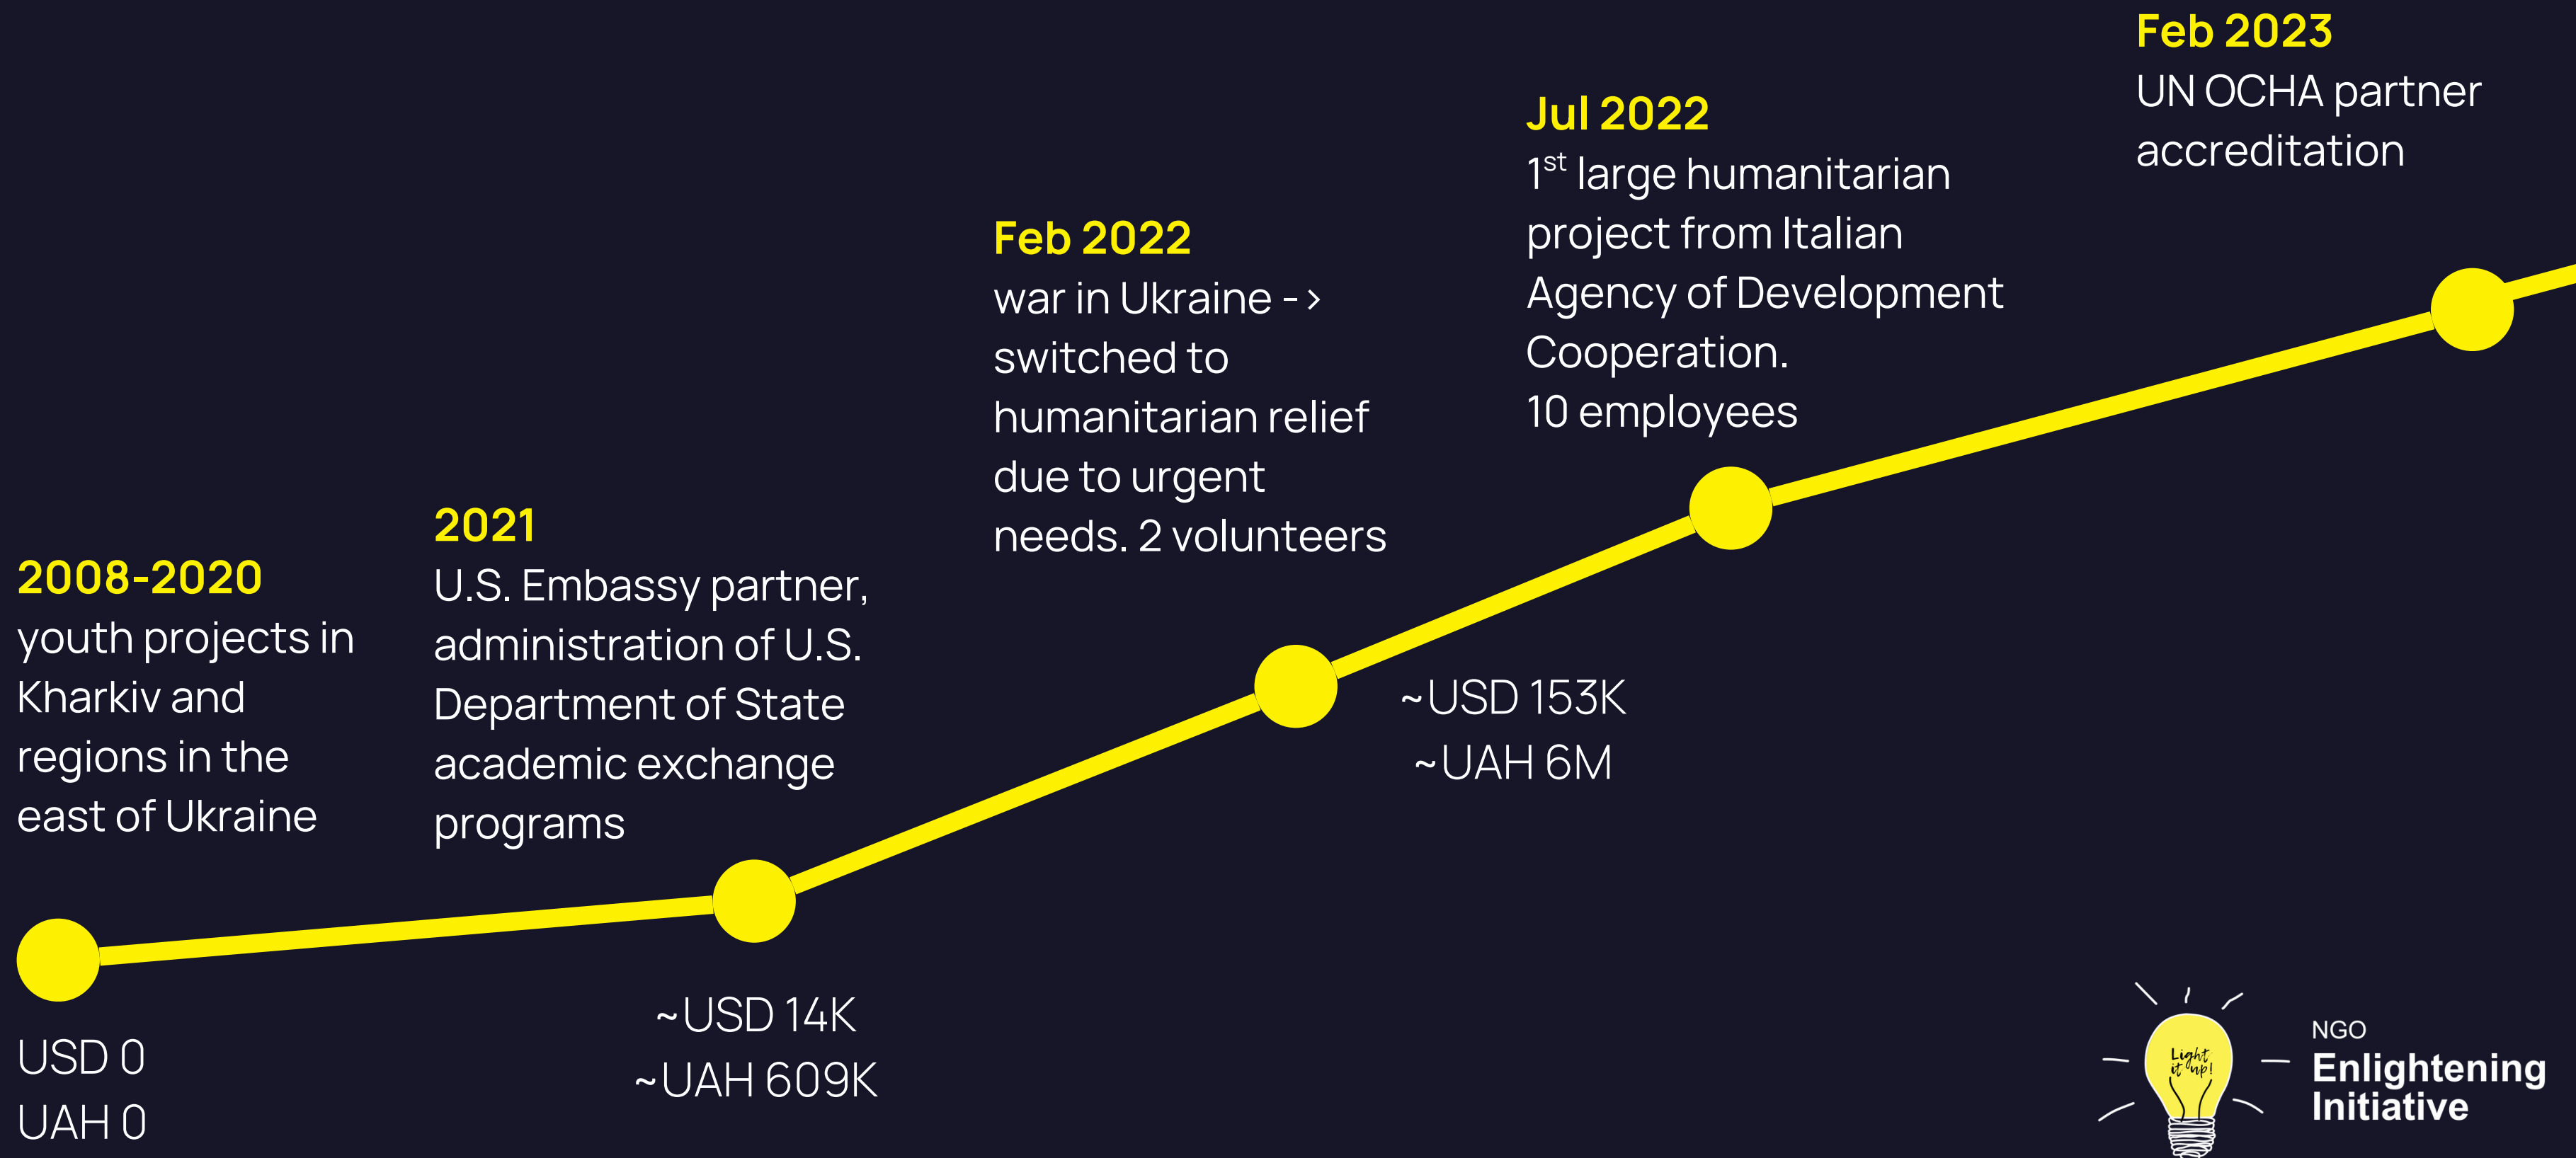 2008-2020
youth projects in
Kharkiv and
regions in the
east of Ukraine
USD 0
UAH 0
2021
U.S. Embassy partner,
administration of U.S.
Department of State
academic exchange
programs
~USD 14K
~UAH 609K
Feb 2022
war in Ukraine ->
switched to
humanitarian relief
due to urgent
needs. 2 volunteers
~USD 153K
~UAH 6M
Jul 2022
1st large humanitarian
project from Italian
Agency of Development
Cooperation.
10 employees
Feb 2023
UN OCHA partner
accreditation
Light
it up!
NGO
Enlightening
Initiative